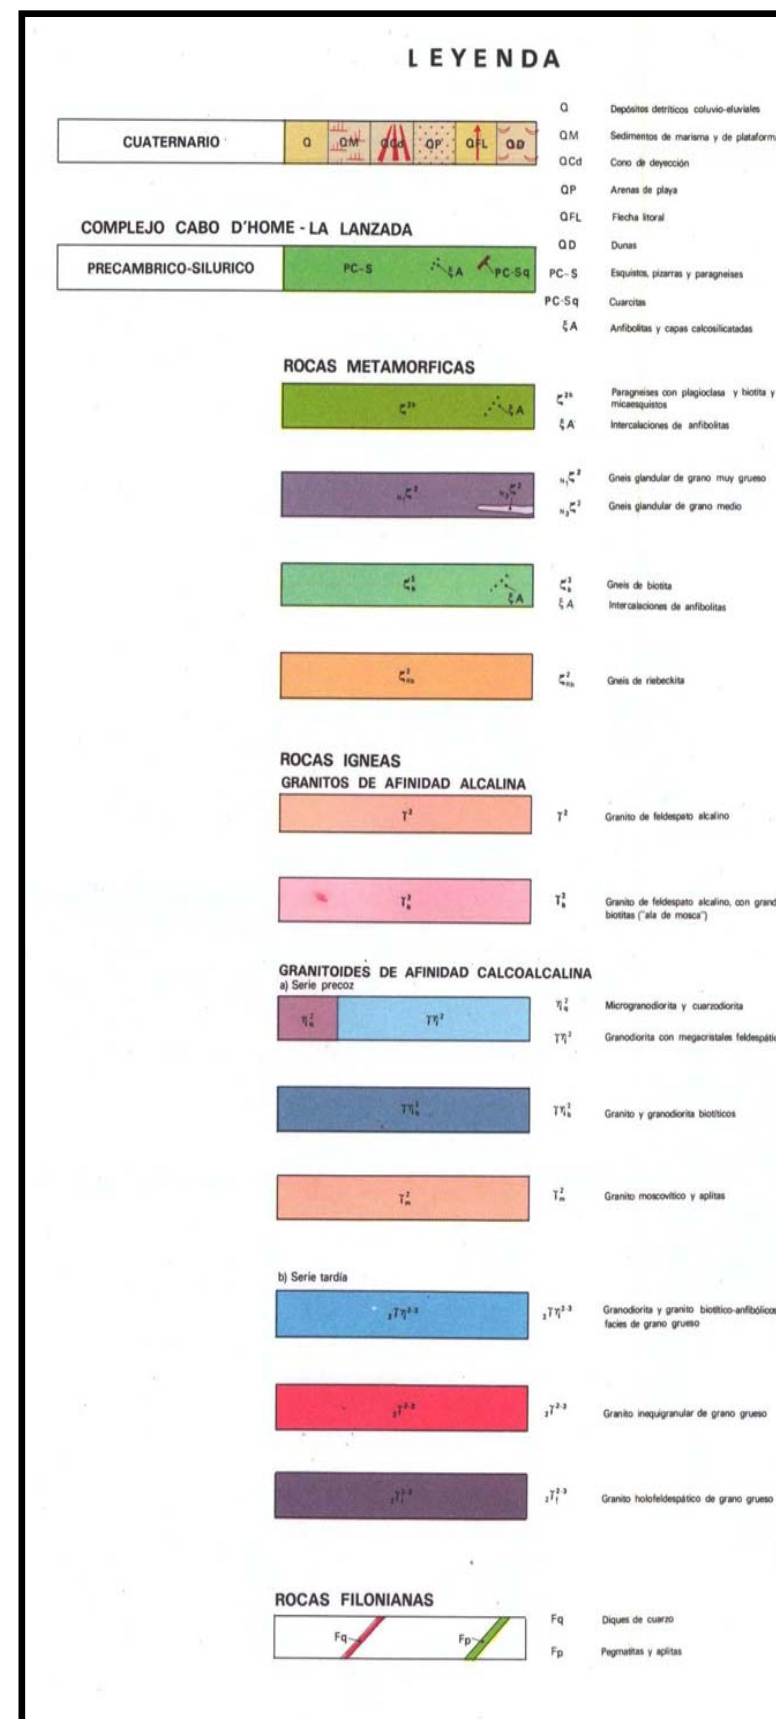 LEYENDA
CUATERNARIO
Q QM QCd QP QFL QD
Q Depósitos detríticos coluvio-eluviales
QM Sedimentos de marisma y de plataform
QCd Cono de deyección
QP Arenas de playa
QFL Flecha litoral
QD Dunas
COMPLEJO CABO D'HOME - LA LANZADA
PRECAMBRICO-SILURICO
PC-S ξA PC-Sq
PC-S Esquistos, pizarras y paragneises
PC-Sq Cuarcitas
ξA Anfibolitas y capas calcosilicatadas
ROCAS METAMORFICAS
ξA
Paragneises con plagioclasa y biotita y
micaesquistos
ξA Intercalaciones de anfibolitas
Gneis glandular de grano muy grueso
Gneis glandular de grano medio
ξA
Gneis de biotita
ξA Intercalaciones de anfibolitas
Gneis de riebeckita
ROCAS IGNEAS
GRANITOS DE AFINIDAD ALCALINA
Granito de feldespato alcalino
Granito de feldespato alcalino, con grand
biotitas ("ala de mosca")
GRANITOIDES DE AFINIDAD CALCOALCALINA
a) Serie precoz
Microgranodiorita y cuarzodiorita
Granodiorita con megacristales feldespátic
Granito y granodiorita biotíticos
Granito moscovítico y aplitas
b) Serie tardía
Granodiorita y granito biotítico-anfibólicos
facies de grano grueso
Granito inequigranular de grano grueso
Granito holofeldespático de grano grueso
ROCAS FILONIANAS
Fq Fp
Fq Diques de cuarzo
Fp Pegmatitas y aplitas